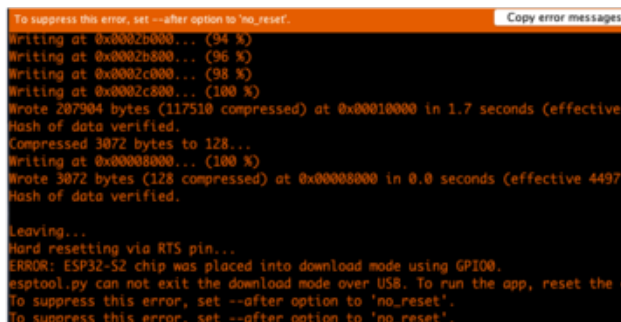 To suppress this error, set --after option to 'no_reset'.
Copy error messages
Writing at 0x0002b000... (94 %)
Writing at 0x0002b800... (96 %)
Writing at 0x0002c000... (98 %)
Writing at 0x0002c800... (100 %)
Wrote 207904 bytes (117510 compressed) at 0x00010000 in 1.7 seconds (effective
Hash of data verified.
Compressed 3072 bytes to 128...
Writing at 0x00008000... (100 %)
Wrote 3072 bytes (128 compressed) at 0x00008000 in 0.0 seconds (effective 4497
Hash of data verified.
Leaving...
Hard resetting via RTS pin...
ERROR: ESP32-S2 chip was placed into download mode using GPIO0.
esptool.py can not exit the download mode over USB. To run the app, reset the
To suppress this error, set --after option to 'no_reset'.
To suppress this error, set --after option to 'no_reset'.